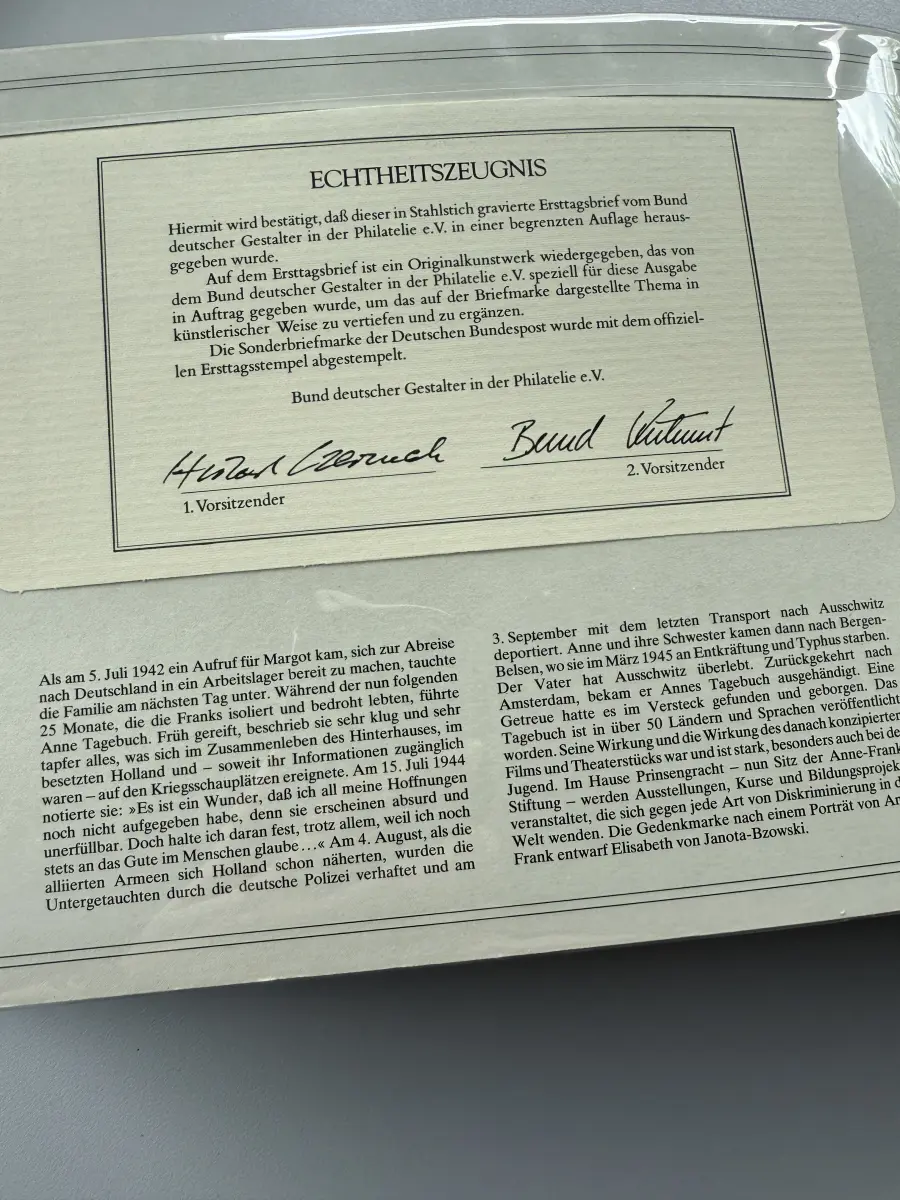 ECHTHEITSZEUGNIS
Hiermit wird bestätigt, daß dieser in Stahlstich gravierte Ersttagsbrief vom Bund
deutscher Gestalter in der Philatelie e.V. in einer begrenzten Auflage heraus-
gegeben wurde.
Auf dem Ersttagsbrief ist ein Originalkunstwerk wiedergegeben, das von
dem Bund deutscher Gestalter in der Philatelie e.V. speziell für diese Ausgabe
in Auftrag gegeben wurde, um das auf der Briefmarke dargestellte Thema in
künstlerischer Weise zu vertiefen und zu ergänzen.
Die Sonderbriefmarke der Deutschen Bundespost wurde mit dem offiziel-
len Ersttagsstempel abgestempelt.
Bund deutscher Gestalter in der Philatelie e.V.
1. Vorsitzender
2. Vorsitzender
Als am 5. Juli 1942 ein Aufruf für Margot kam, sich zur Abreise
nach Deutschland in ein Arbeitslager bereit zu machen, tauchte
die Familie am nächsten Tag unter. Während der nun folgenden
25 Monate, die die Franks isoliert und bedroht lebten, führte
Anne Tagebuch. Früh gereift, beschrieb sie sehr klug und sehr
tapfer alles, was sich im Zusammenleben des Hinterhauses, im
besetzten Holland und – soweit ihr Informationen zugänglich
waren – auf den Kriegsschauplätzen ereignete. Am 15. Juli 1944
notierte sie: »Es ist ein Wunder, daß ich all meine Hoffnungen
noch nicht aufgegeben habe, denn sie erscheinen absurd und
unerfüllbar. Doch halte ich daran fest, trotz allem, weil ich noch
stets an das Gute im Menschen glaube…« Am 4. August, als die
alliierten Armeen sich Holland schon näherten, wurden die
Untergetauchten durch die deutsche Polizei verhaftet und am
3. September mit dem letzten Transport nach Ausschwitz
deportiert. Anne und ihre Schwester kamen dann nach Bergen-
Belsen, wo sie im März 1945 an Entkräftung und Typhus starben.
Der Vater hat Ausschwitz überlebt. Zurückgekehrt nach
Amsterdam, bekam er Annes Tagebuch ausgehändigt. Eine
Getreue hatte es im Versteck gefunden und geborgen. Das
Tagebuch ist in über 50 Ländern und Sprachen veröffentlicht
worden. Seine Wirkung und die Wirkung des danach konzipierten
Films und Theaterstücks war und ist stark, besonders auch bei de
Jugend. Im Hause Prinsengracht – nun Sitz der Anne-Frank
Stiftung – werden Ausstellungen, Kurse und Bildungsprojek
veranstaltet, die sich gegen jede Art von Diskriminierung in d
Welt wenden. Die Gedenkmarke nach einem Porträt von An
Frank entwarf Elisabeth von Janota-Bzowski.